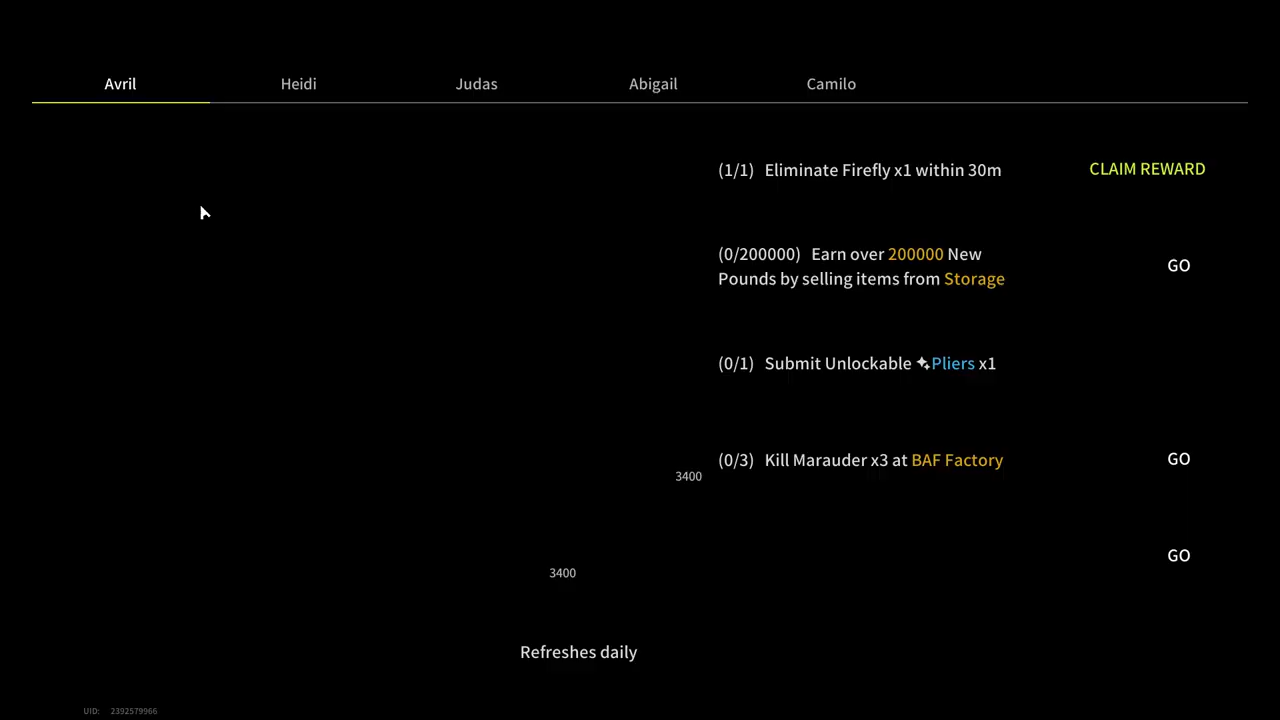 Avril
Heidi
Judas
Abigail
Camilo
(1/1) Eliminate Firefly x1 within 30m
CLAIM REWARD
(0/200000) Earn over 200000 New
Pounds by selling items from Storage
GO
(0/1) Submit Unlockable Pliers x1
(0/3) Kill Marauder x3 at BAF Factory
GO
3400
GO
3400
Refreshes daily
UID: 2392579966